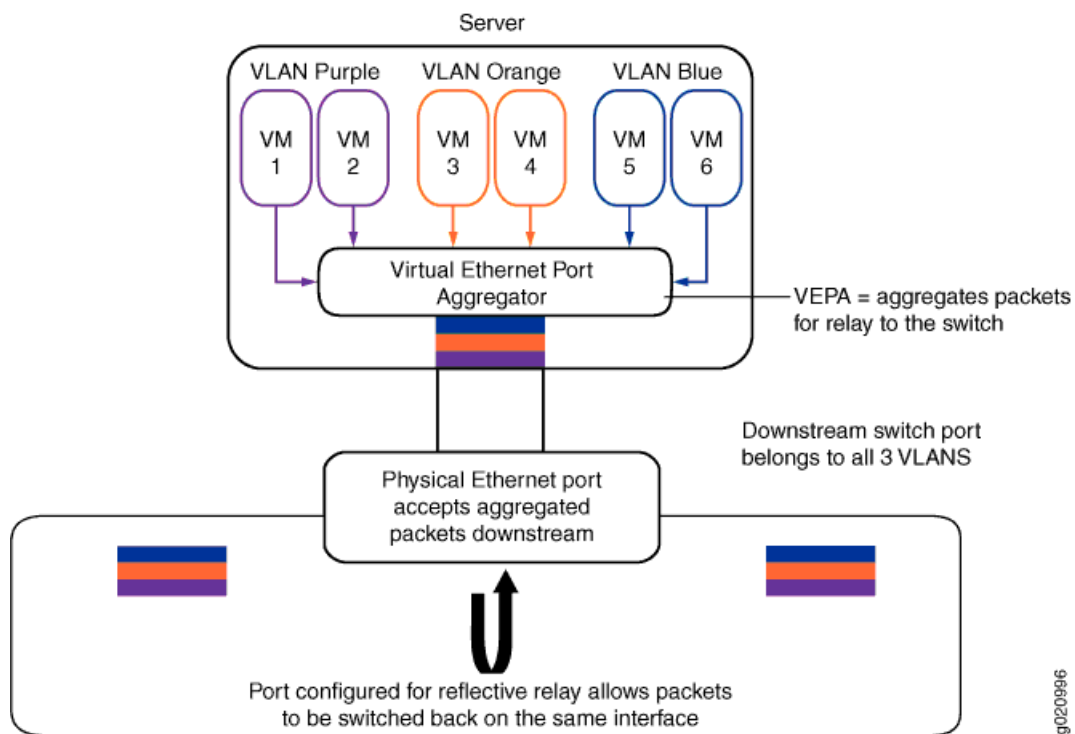 Server
VLAN Purple
VLAN Orange
VLAN Blue
VM
1
VM
2
VM
3
VM
4
VM
5
VM
6
Virtual Ethernet Port
Aggregator
VEPA = aggregates packets
for relay to the switch
Downstream switch port
belongs to all 3 VLANS
Physical Ethernet port
accepts aggregated
packets downstream
Port configured for reflective relay allows packets
to be switched back on the same interface
g020996